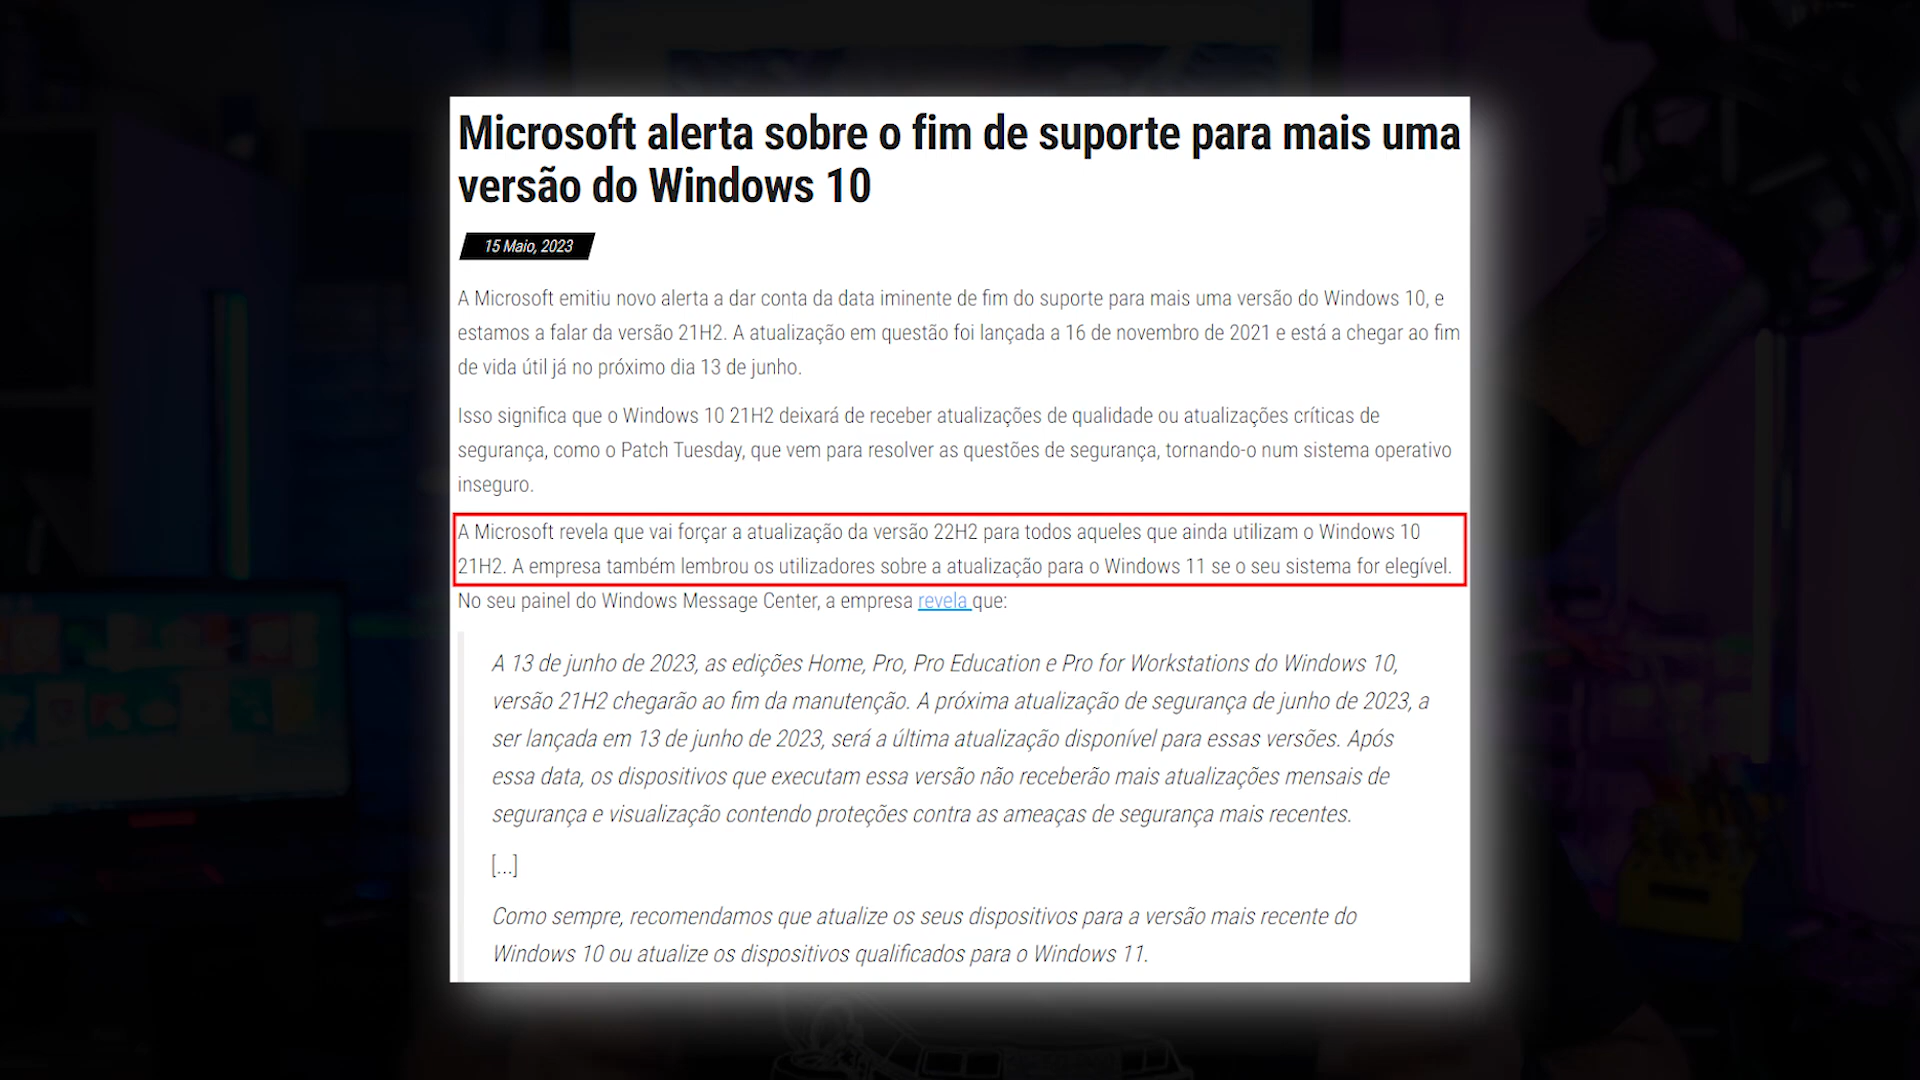 Microsoft alerta sobre o fim de suporte para mais uma
versão do Windows 10
15 Maio, 2023
A Microsoft emitiu novo alerta a dar conta da data iminente de fim do suporte para mais uma versão do Windows 10, e
estamos a falar da versão 21H2. A atualização em questão foi lançada a 16 de novembro de 2021 e está a chegar ao fim
de vida útil já no próximo dia 13 de junho.
Isso significa que o Windows 10 21H2 deixará de receber atualizações de qualidade ou atualizações críticas de
segurança, como o Patch Tuesday, que vem para resolver as questões de segurança, tornando-o num sistema operativo
inseguro.
A Microsoft revela que vai forçar a atualização da versão 22H2 para todos aqueles que ainda utilizam o Windows 10
21H2. A empresa também lembrou os utilizadores sobre a atualização para o Windows 11 se o seu sistema for elegível.
No seu painel do Windows Message Center, a empresa revela que:
A 13 de junho de 2023, as edições Home, Pro, Pro Education e Pro for Workstations do Windows 10,
versão 21H2 chegarão ao fim da manutenção. A próxima atualização de segurança de junho de 2023, a
ser lançada em 13 de junho de 2023, será a última atualização disponível para essas versões. Após
essa data, os dispositivos que executam essa versão não receberão mais atualizações mensais de
segurança e visualização contendo proteções contra as ameaças de segurança mais recentes.
[...]
Como sempre, recomendamos que atualize os seus dispositivos para a versão mais recente do
Windows 10 ou atualize os dispositivos qualificados para o Windows 11.